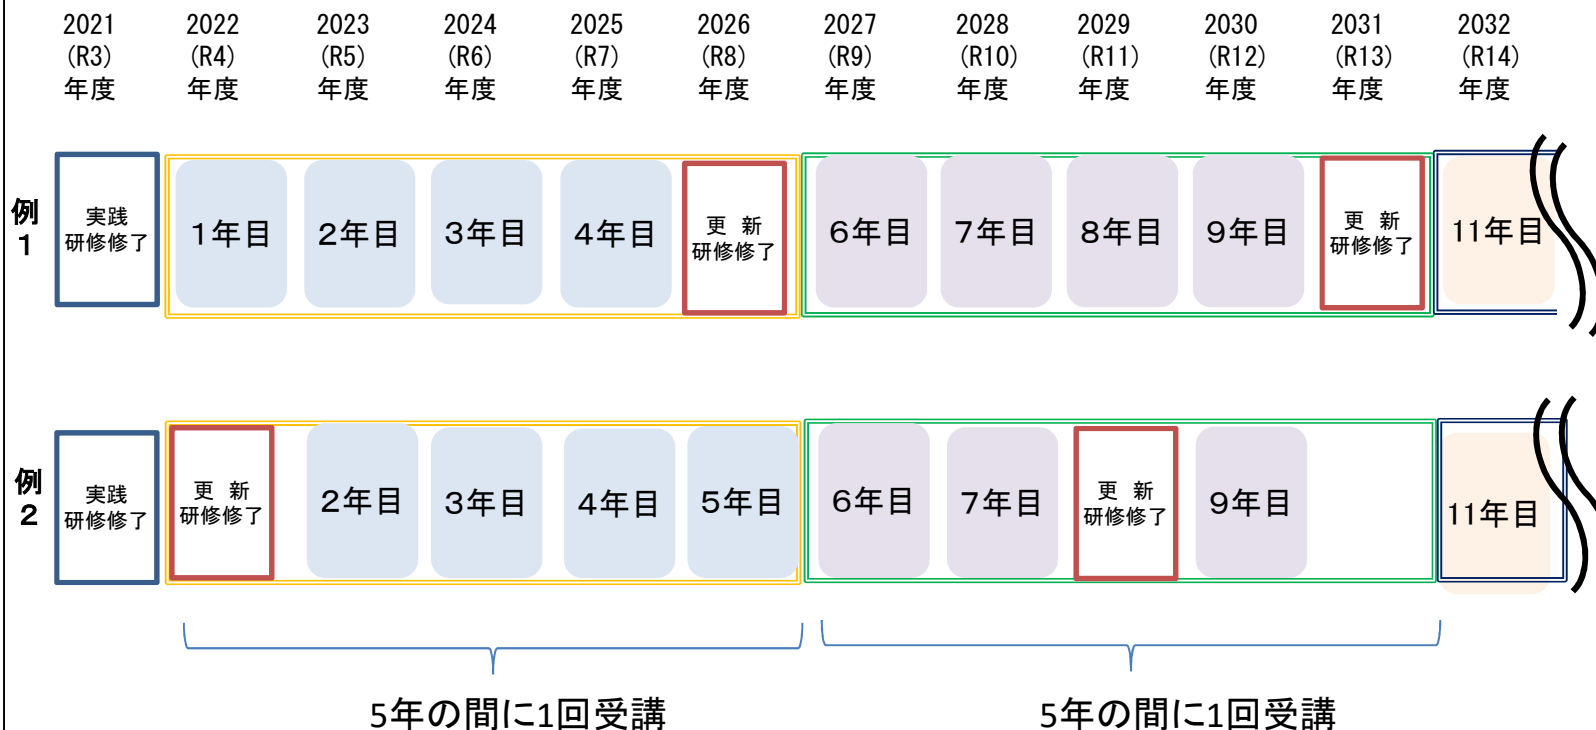 2021 2022 2023 2024 2025 2026 2027 2028 2029 2030 2031 2032
(R3) (R4) (R5) (R6) (R7) (R8) (R9) (R10) (R11) (R12) (R13) (R14)
年度 年度 年度 年度 年度 年度 年度 年度 年度 年度 年度 年度
例
1
実践
研修修了
1年目
2年目
3年目
4年目
更 新
研修修了
6年目
7年目
8年目
9年目
更 新
研修修了
11年目
例
2
実践
研修修了
更 新
研修修了
2年目
3年目
4年目
5年目
6年目
7年目
更 新
研修修了
9年目
11年目
5年の間に1回受講
5年の間に1回受講